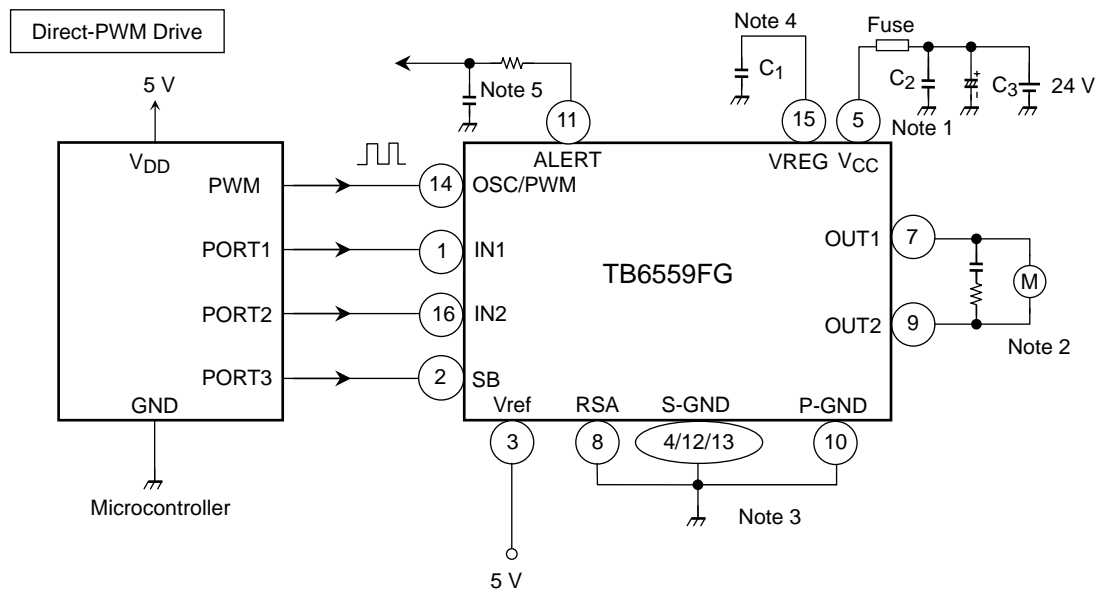 Direct-PWM Drive
Note 4
Fuse
5 V
C1
C2
C3
24 V
Note 5
11
15
5
Note 1
VDD
ALERT
VREG
VCC
PWM
14
OSC/PWM
PORT1
1
IN1
OUT1
7
TB6559FG
M
PORT2
16
IN2
OUT2
9
Note 2
PORT3
2
SB
GND
Vref
RSA
S-GND
P-GND
3
8
4/12/13
10
Microcontroller
Note 3
5 V
+
-